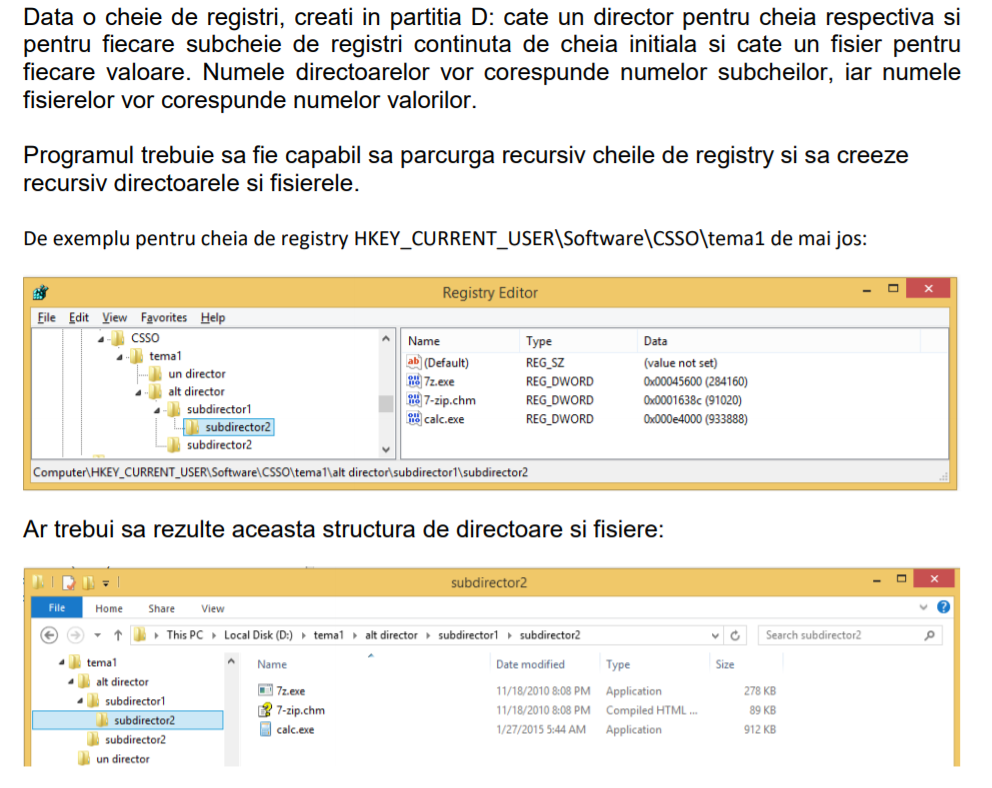 Data o cheie de registri, creati in partitia D: cate un director pentru cheia respectiva si
pentru fiecare subcheie de registri continuta de cheia initiala si cate un fisier pentru
fiecare valoare. Numele directoarelor vor corespunde numelor subcheilor, iar numele
fisierelor vor corespunde numelor valorilor.
Programul trebuie sa fie capabil sa parcurga recursiv cheile de registry si sa creeze
recursiv directoarele si fisierele.
De exemplu pentru cheia de registry HKEY_CURRENT_USER\Software\CSSO\tema1 de mai jos:
Registry Editor
File Edit View Favorites Help
CSSO
tema1
un director
alt director
subdirector1
subdirector2
subdirector2
Name Type Data
(Default) REG_SZ (value not set)
7z.exe REG_DWORD 0x00045600 (284160)
7-zip.chm REG_DWORD 0x0001638c (91020)
calc.exe REG_DWORD 0x000e4000 (933888)
Computer\HKEY_CURRENT_USER\Software\CSSO\tema1\alt director\subdirector1\subdirector2
Ar trebui sa rezulte aceasta structura de directoare si fisiere:
subdirector2
File Home Share View
This PC Local Disk (D:) tema1 alt director subdirector1 subdirector2
Search subdirector2
tema1
alt director
subdirector1
subdirector2
subdirector2
un director
Name Date modified Type Size
7z.exe 11/18/2010 8:08 PM Application 278 KB
7-zip.chm 11/18/2010 8:08 PM Compiled HTML ... 89 KB
calc.exe 1/27/2015 5:44 AM Application 912 KB